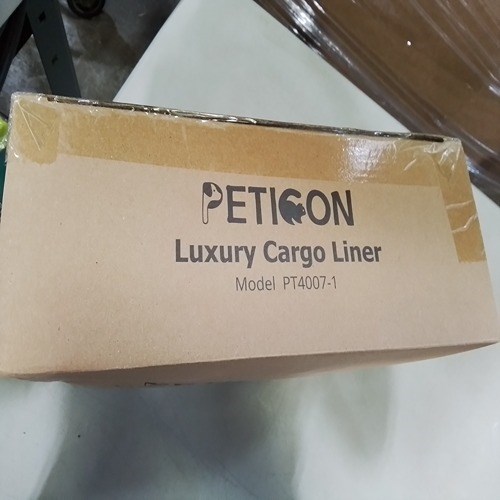 PETICON
Luxury Cargo Liner
Model PT4007-1